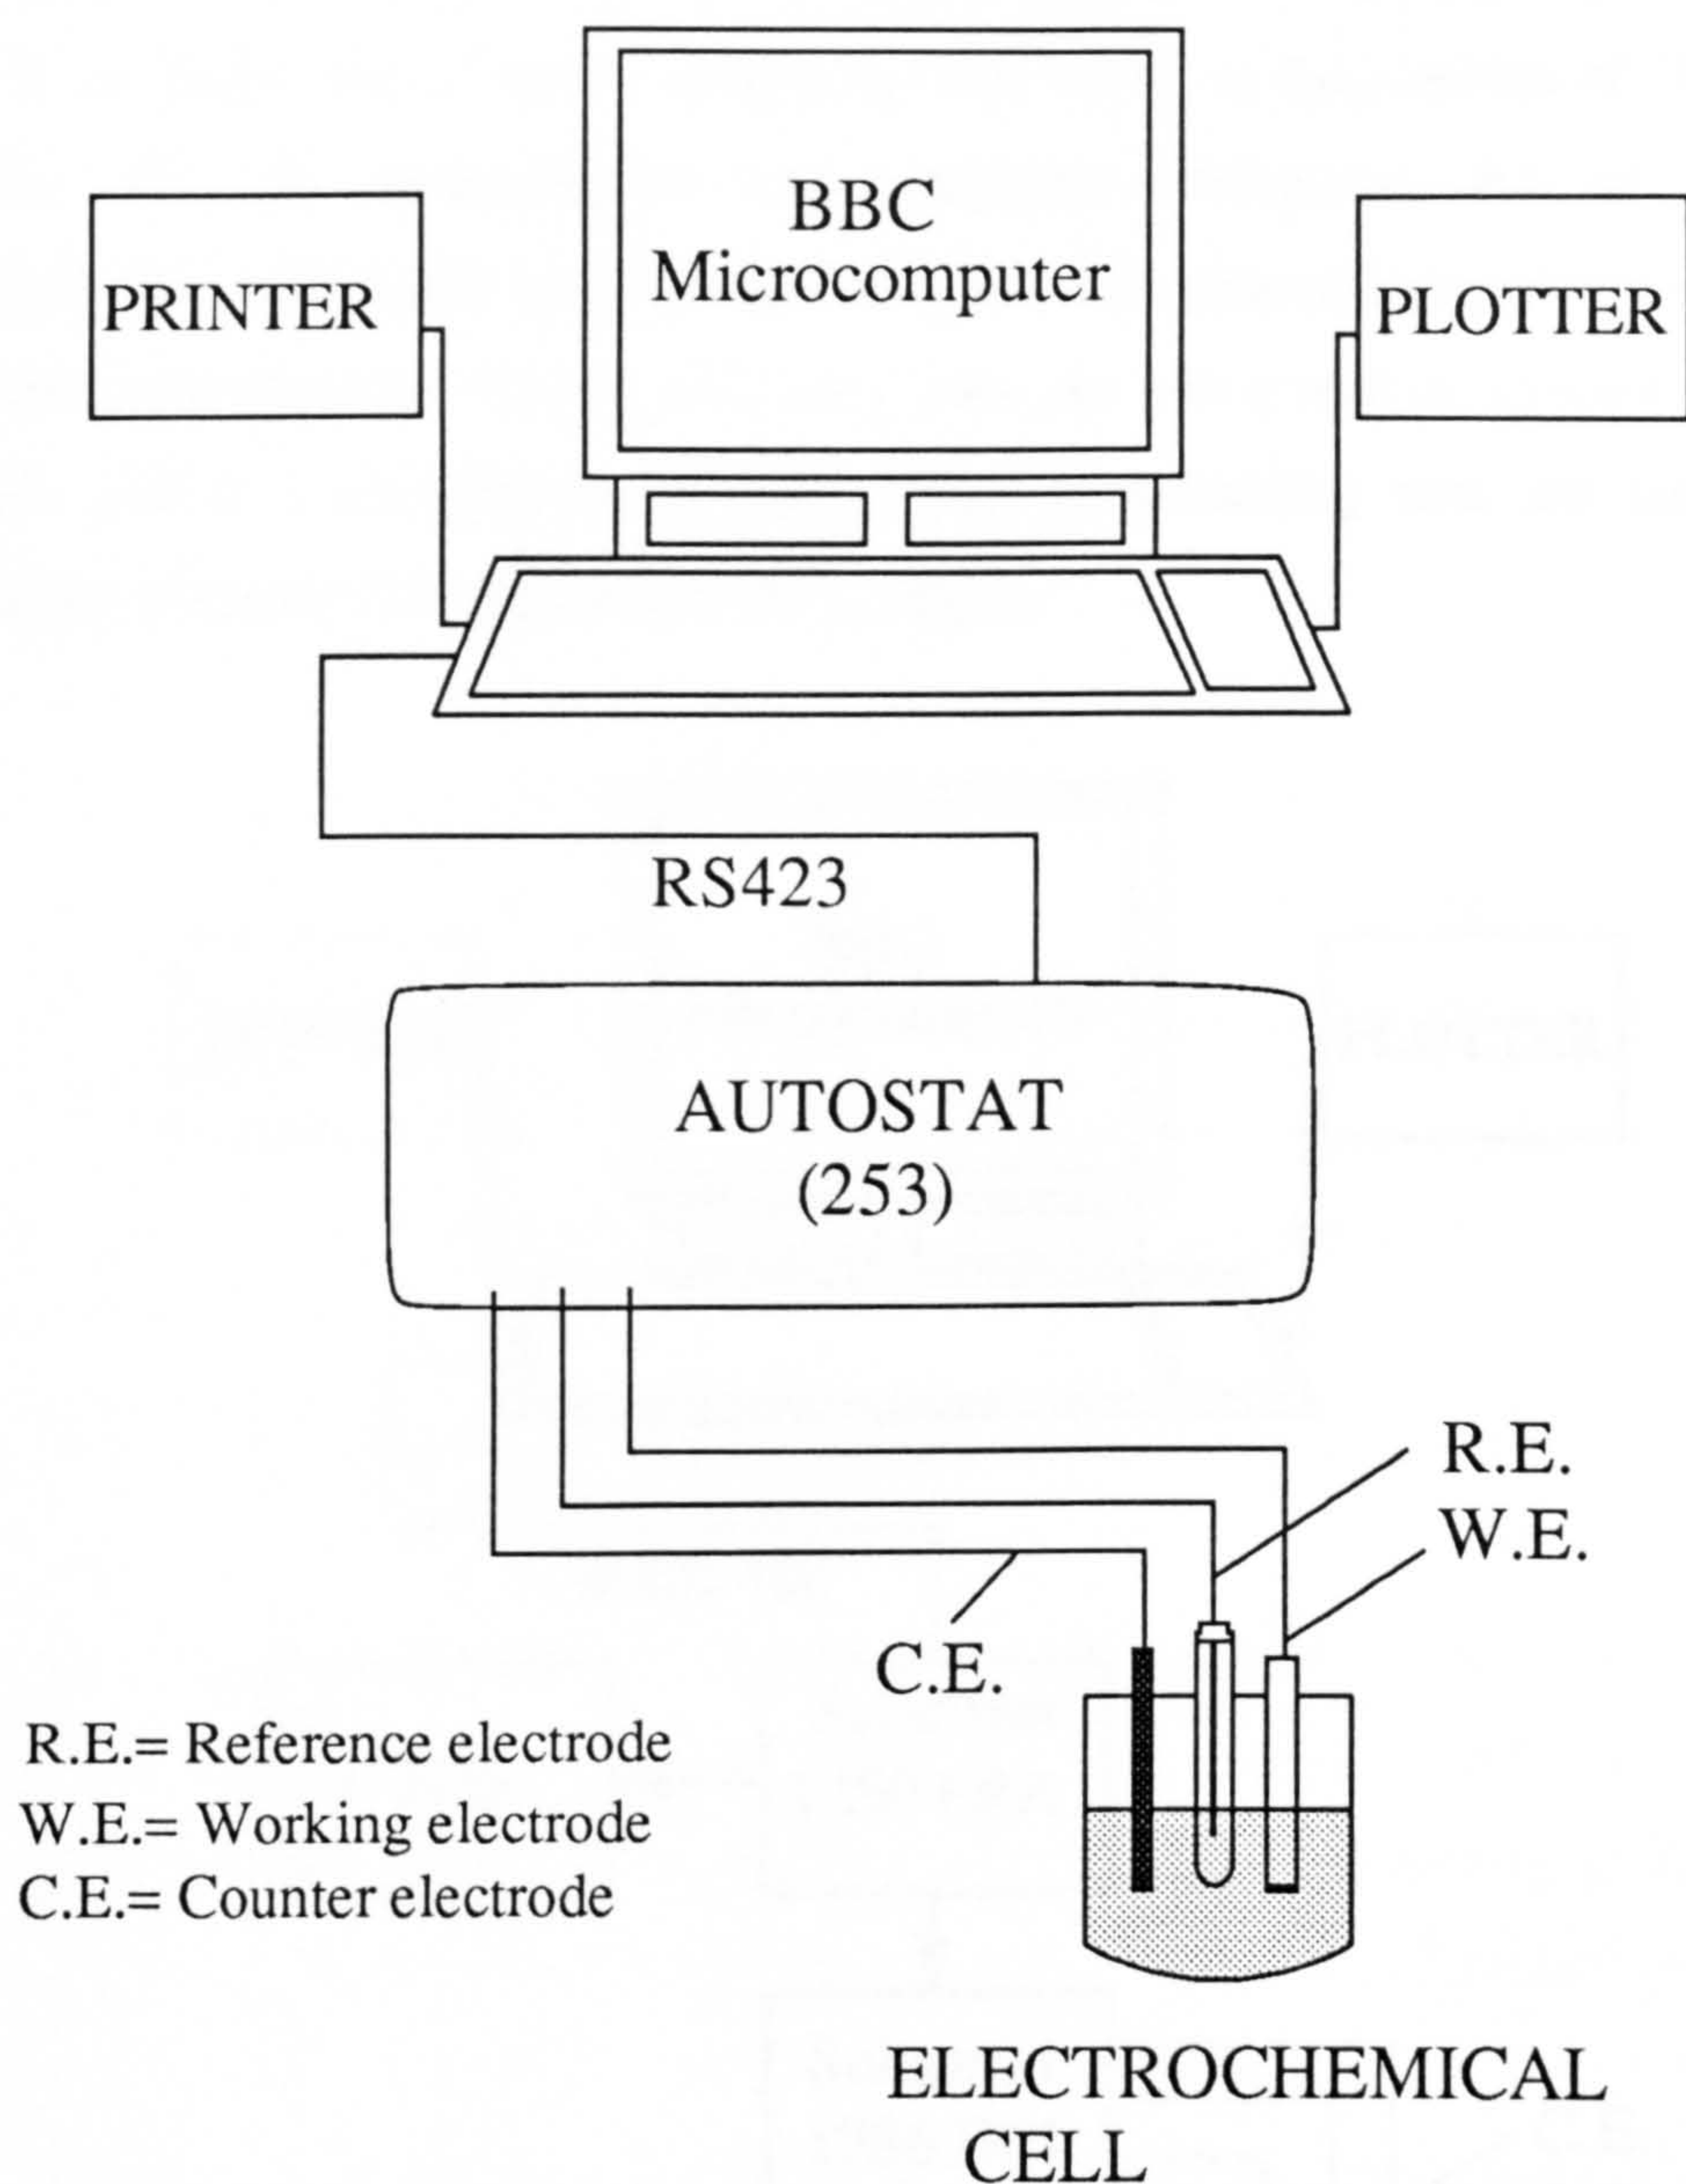 BBC
Microcomputer
PRINTER
PLOTTER
RS423
AUTOSTAT
(253)
R.E.
W.E.
C.E.
R.E.= Reference electrode
W.E.= Working electrode
C.E.= Counter electrode
ELECTROCHEMICAL
CELL